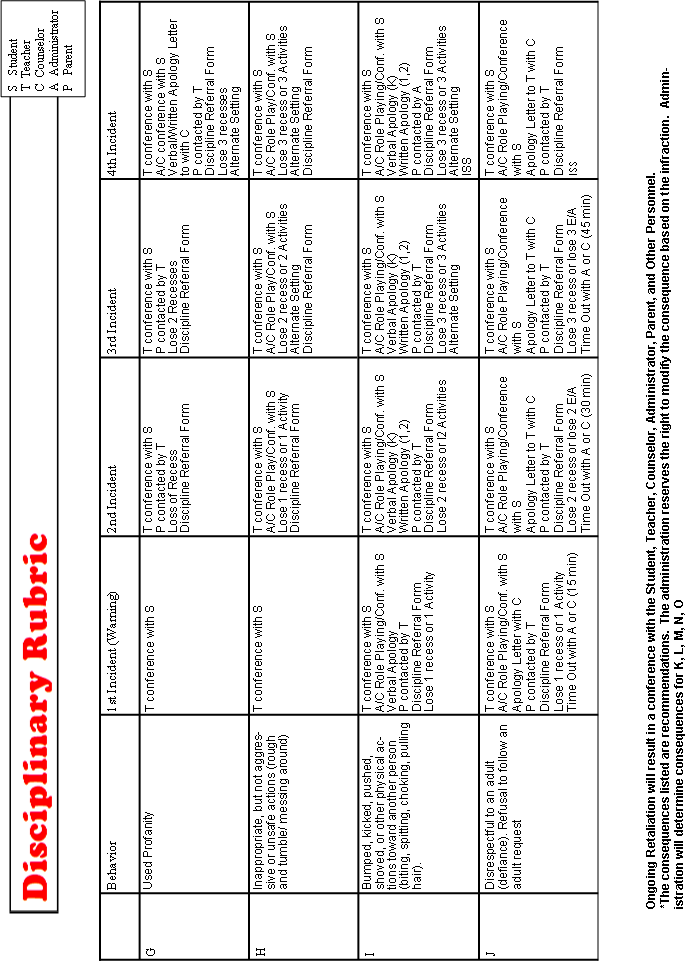 Disciplinary Rubric
S Student
T Teacher
C Counselor
A Administrator
P Parent
Behavior
1st Incident (Warning)
2nd Incident
3rd Incident
4th Incident
G
Used Profanity
T conference with S
T conference with S
P contacted by T
Loss of Recess
Discipline Referral Form
T conference with S
P contacted by T
Lose 2 Recesses
Discipline Referral Form
T conference with S
A/C conference with S
Verbal/Written Apology Letter
to with C
P contacted by T
Discipline Referral Form
Lose 3 recesses
Alternate Setting
H
Inappropriate, but not aggres-
sive or unsafe actions (rough
and tumble/ messing around)
T conference with S
T conference with S
A/C Role Play/Conf. with S
Lose 1 recess or 1 Activity
Discipline Referral Form
T conference with S
A/C Role Play/Conf. with S
Lose 2 recess or 2 Activities
Alternate Setting
Discipline Referral Form
T conference with S
A/C Role Play/Conf. with S
Lose 3 recess or 3 Activities
Alternate Setting
Discipline Referral Form
I
Bumped, kicked, pushed,
shoved, or other physical ac-
tions toward another person
(biting, spitting, choking, pulling
hair).
T conference with S
A/C Role Playing/Conf. with S
Verbal Apology
P contacted by T
Discipline Referral Form
Lose 1 recess or 1 Activity
T conference with S
A/C Role Playing/Conf. with S
Verbal Apology (K)
Written Apology (1,2)
P contacted by T
Discipline Referral Form
Lose 2 recess or l2 Activities
T conference with S
A/C Role Playing/Conf. with S
Verbal Apology (K)
Written Apology (1,2)
P contacted by T
Discipline Referral Form
Lose 3 recess or 3 Activities
Alternate Setting
T conference with S
A/C Role Playing/Conf. with S
Verbal Apology (K)
Written Apology (1,2)
P contacted by A
Discipline Referral Form
Lose 3 recess or 3 Activities
Alternate Setting
ISS
J
Disrespectful to an adult
(defiance). Refusal to follow an
adult request
T conference with S
A/C Role Playing/Conf. with S
Apology Letter with C
P contacted by T
Discipline Referral Form
Lose 1 recess or 1 Activity
Time Out with A or C (15 min)
T conference with S
A/C Role Playing/Conference
with S
Apology Letter to T with C
P contacted by T
Discipline Referral Form
Lose 2 recess or lose 2 E/A
Time Out with A or C (30 min)
T conference with S
A/C Role Playing/Conference
with S
Apology Letter to T with C
P contacted by T
Discipline Referral Form
Lose 3 recess or lose 3 E/A
Time Out with A or C (45 min)
T conference with S
A/C Role Playing/Conference
with S
Apology Letter to T with C
P contacted by T
Discipline Referral Form
ISS
Ongoing Retaliation will result in a conference with the Student, Teacher, Counselor, Administrator, Parent, and Other Personnel.
*The consequences listed are recommendations. The administration reserves the right to modify the consequence based on the infraction. Admin-
istration will determine consequences for K, L, M, N, O